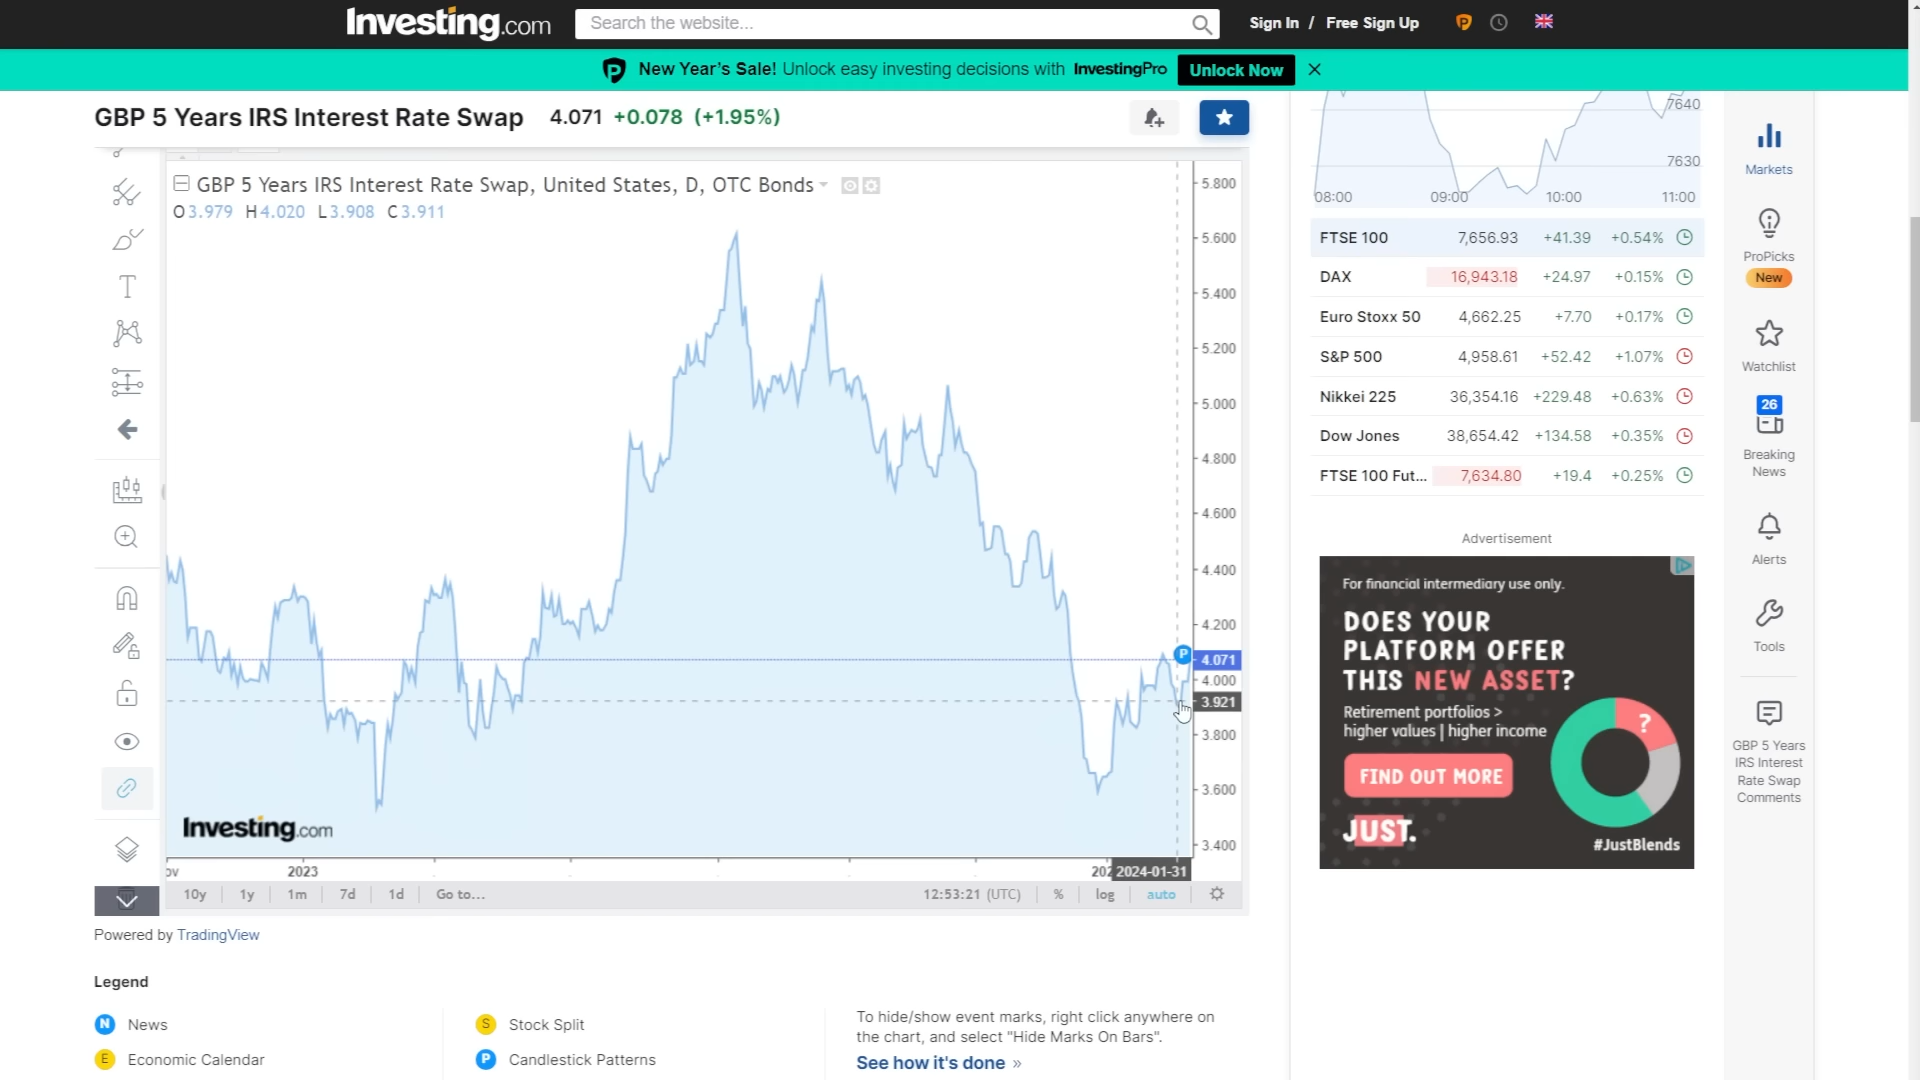 Investing.com
Search the website...
Sign In / Free Sign Up
New Year's Sale! Unlock easy investing decisions with InvestingPro
Unlock Now
GBP 5 Years IRS Interest Rate Swap 4.071 +0.078 (+1.95%)
GBP 5 Years IRS Interest Rate Swap, United States, D, OTC Bonds
O 3.979 H 4.020 L 3.908 C 3.911
5.800
5.600
5.400
5.200
5.000
4.800
4.600
4.400
4.200
P
4.071
4.000
3.921
3.800
3.600
3.400
Investing.com
ov
2023
202
2024-01-31
10y 1y 1m 7d 1d Go to...
12:53:21 (UTC) % log auto
Powered by TradingView
Legend
N News
E Economic Calendar
S Stock Split
P Candlestick Patterns
To hide/show event marks, right click anywhere on
the chart, and select "Hide Marks On Bars".
See how it's done »
7640
7630
08:00 09:00 10:00 11:00
FTSE 100 7,656.93 +41.39 +0.54%
DAX 16,943.18 +24.97 +0.15%
Euro Stoxx 50 4,662.25 +7.70 +0.17%
S&P 500 4,958.61 +52.42 +1.07%
Nikkei 225 36,354.16 +229.48 +0.63%
Dow Jones 38,654.42 +134.58 +0.35%
FTSE 100 Fut... 7,634.80 +19.4 +0.25%
Advertisement
For financial intermediary use only.
DOES YOUR
PLATFORM OFFER
THIS NEW ASSET?
Retirement portfolios >
higher values | higher income
FIND OUT MORE
?
JUST.
#JustBlends
Markets
ProPicks
New
Watchlist
26
Breaking
News
Alerts
Tools
GBP 5 Years
IRS Interest
Rate Swap
Comments